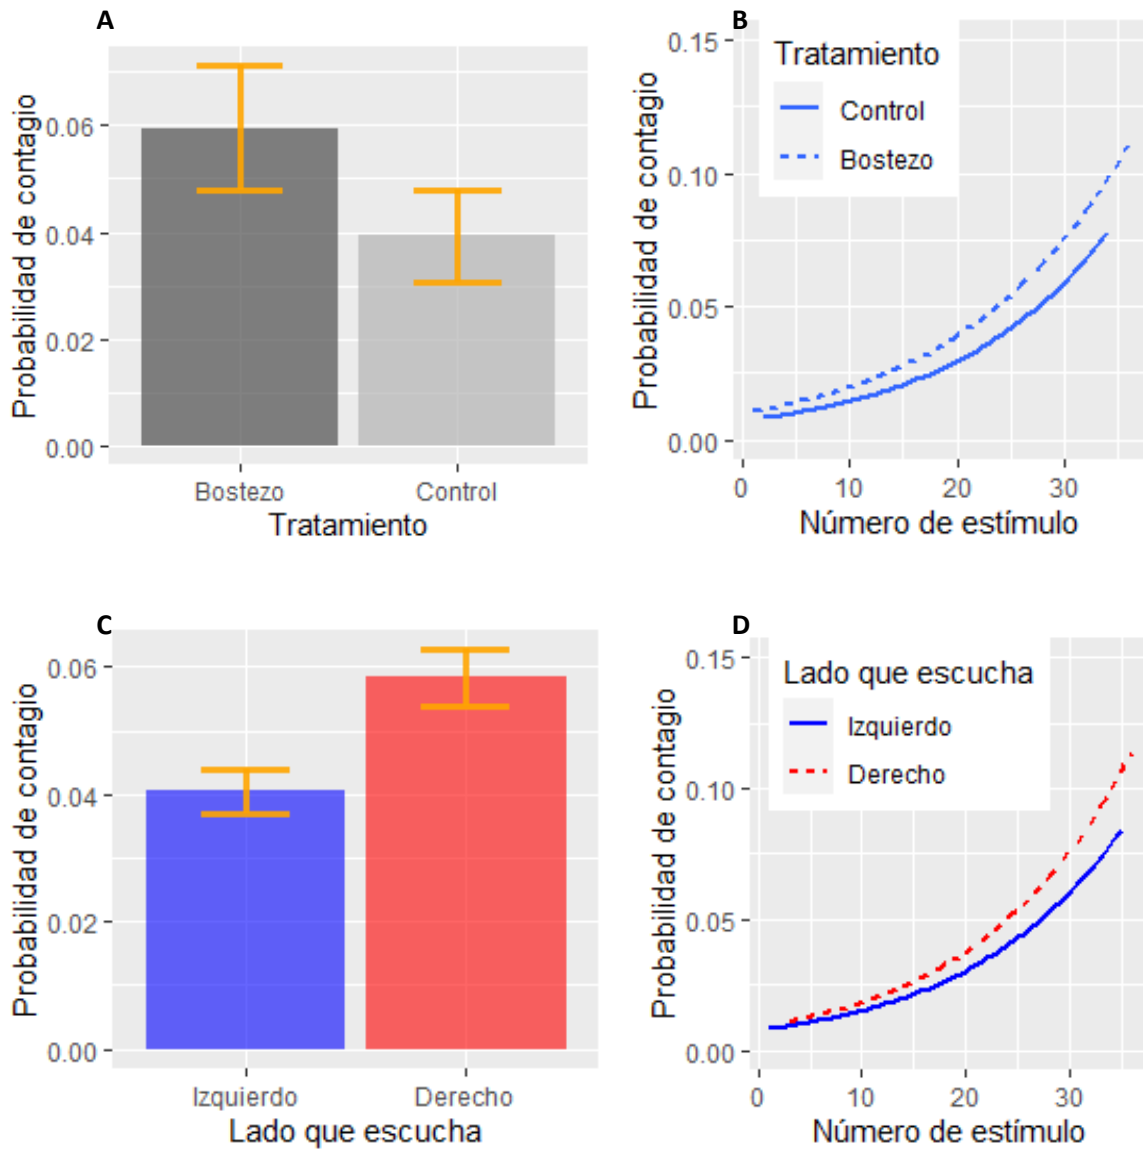 A
Probabilidad de contagio
0.06
0.04
0.02
0.00
Bostezo Control
Tratamiento
B
Probabilidad de contagio
0.15
0.10
0.05
0.00
Tratamiento
Control
Bostezo
0 10 20 30
Número de estímulo
C
Probabilidad de contagio
0.06
0.04
0.02
0.00
Izquierdo Derecho
Lado que escucha
D
Probabilidad de contagio
0.15
0.10
0.05
0.00
Lado que escucha
Izquierdo
Derecho
0 10 20 30
Número de estímulo